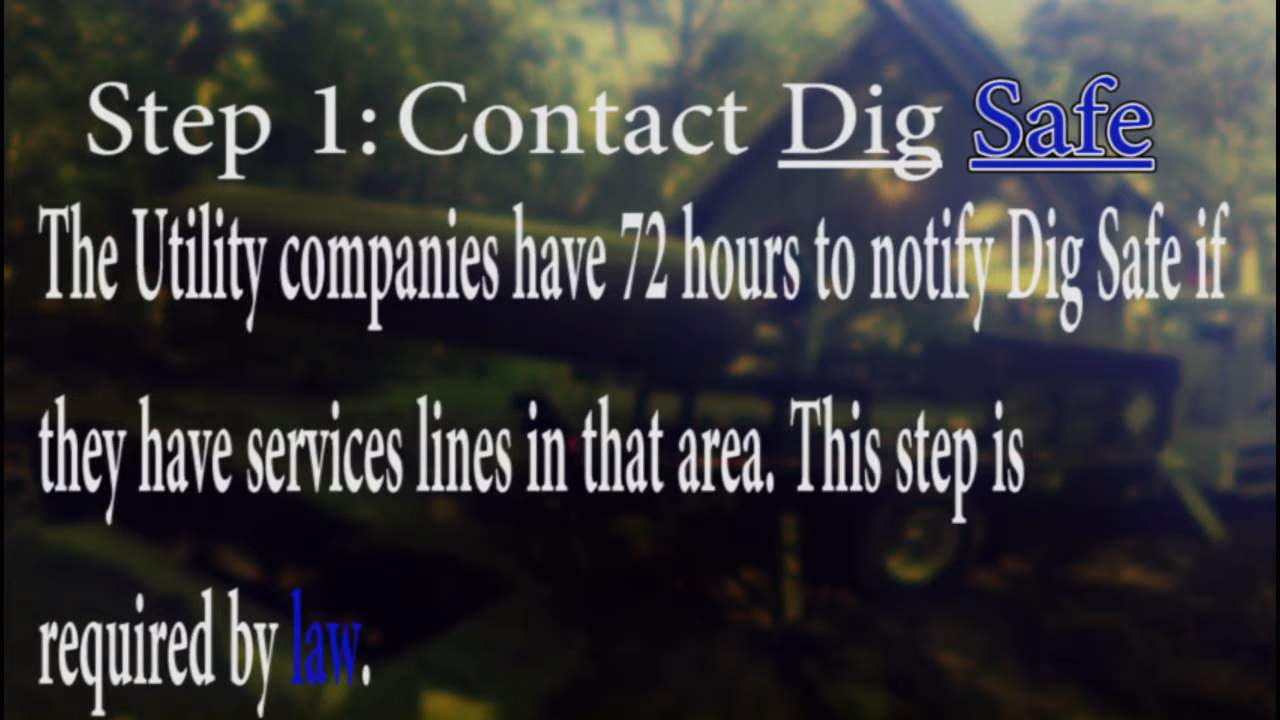 Step 1: Contact Dig Safe
The Utility companies have 72 hours to notify Dig Safe if
they have services lines in that area. This step is
required by law.